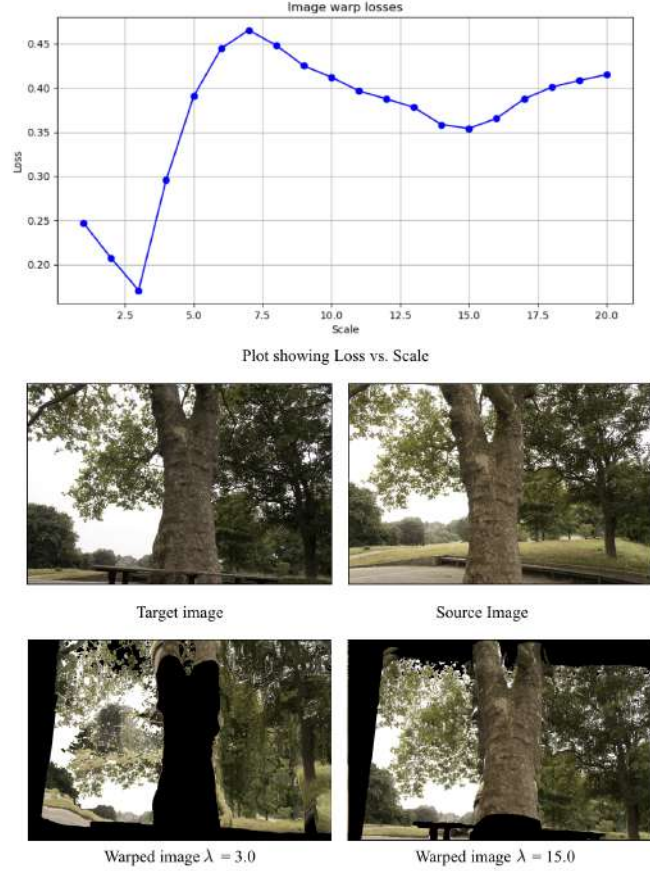 Image warp losses
0.45
0.40
0.35
0.30
0.25
0.20
Loss
2.5 5.0 7.5 10.0 12.5 15.0 17.5 20.0
Scale
Plot showing Loss vs. Scale
Target image Source Image
Warped image λ = 3.0 Warped image λ = 15.0